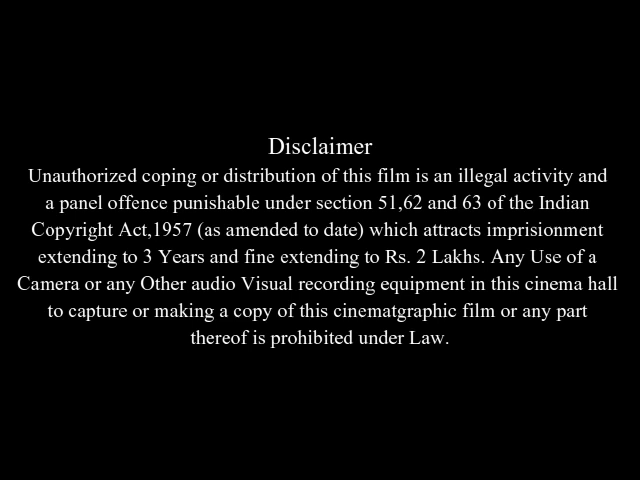 Disclaimer
Unauthorized coping or distribution of this film is an illegal activity and
a panel offence punishable under section 51,62 and 63 of the Indian
Copyright Act,1957 (as amended to date) which attracts imprisionment
extending to 3 Years and fine extending to Rs. 2 Lakhs. Any Use of a
Camera or any Other audio Visual recording equipment in this cinema hall
to capture or making a copy of this cinematgraphic film or any part
thereof is prohibited under Law.